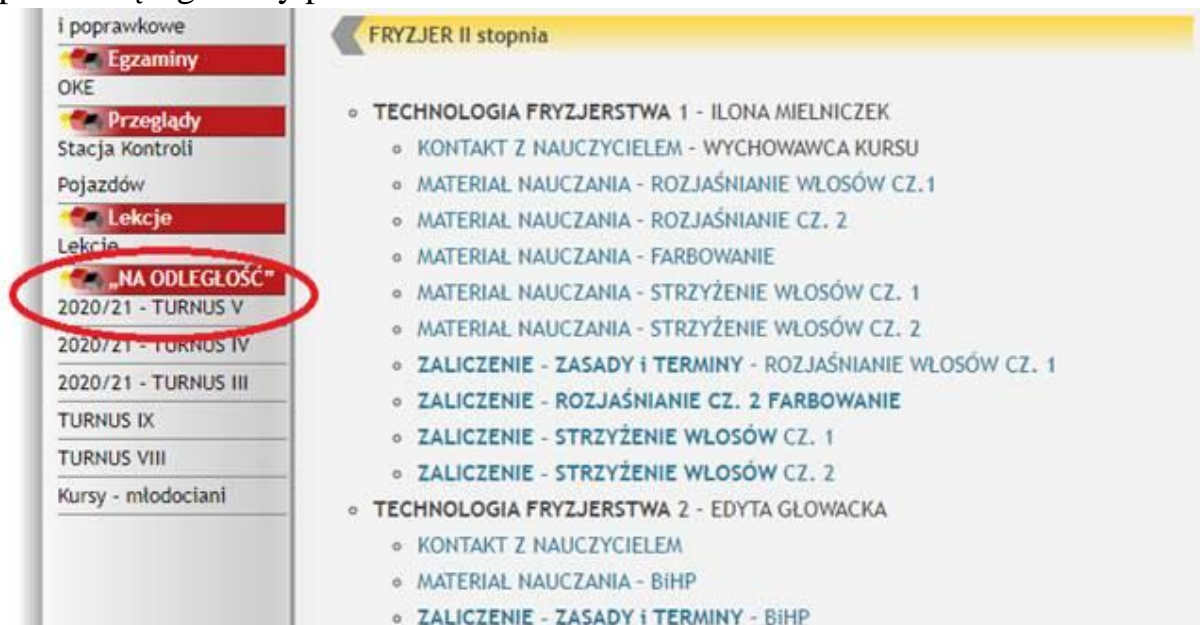 i poprawkowe
Egzaminy
OKE
Przeglądy
Stacja Kontroli
Pojazdów
Lekcje
Lekcje
„NA ODLEGŁOŚĆ”
2020/21 - TURNUS V
2020/21 - TURNUS IV
2020/21 - TURNUS III
TURNUS IX
TURNUS VIII
Kursy - młodociani
FRYZJER II stopnia
TECHNOLOGIA FRYZJERSTWA 1 - ILONA MIELNICZEK
KONTAKT Z NAUCZYCIELEM - WYCHOWAWCA KURSU
MATERIAŁ NAUCZANIA - ROZJAŚNIANIE WŁOSÓW CZ.1
MATERIAŁ NAUCZANIA - ROZJAŚNIANIE CZ. 2
MATERIAŁ NAUCZANIA - FARBOWANIE
MATERIAŁ NAUCZANIA - STRZYŻENIE WŁOSÓW CZ. 1
MATERIAŁ NAUCZANIA - STRZYŻENIE WŁOSÓW CZ. 2
ZALICZENIE - ZASADY i TERMINY - ROZJAŚNIANIE WŁOSÓW CZ. 1
ZALICZENIE - ROZJAŚNIANIE CZ. 2 FARBOWANIE
ZALICZENIE - STRZYŻENIE WŁOSÓW CZ. 1
ZALICZENIE - STRZYŻENIE WŁOSÓW CZ. 2
TECHNOLOGIA FRYZJERSTWA 2 - EDYTA GŁOWACKA
KONTAKT Z NAUCZYCIELEM
MATERIAŁ NAUCZANIA - BiHP
ZALICZENIE - ZASADY i TERMINY - BiHP